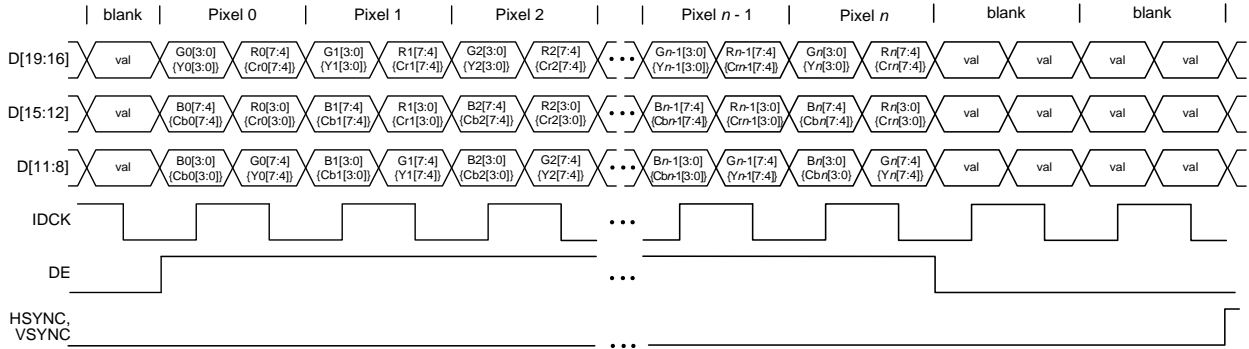 | blank | Pixel 0 | Pixel 1 | Pixel 2 | | Pixel n - 1 | Pixel n | blank | blank |
D[19:16] val G0[3:0] R0[7:4] G1[3:0] R1[7:4] G2[3:0] R2[7:4] ••• Gn-1[3:0] Rn-1[7:4] Gn[3:0] Rn[7:4] val val val val
{Y0[3:0]} {Cr0[7:4]} {Y1[3:0]} {Cr1[7:4]} {Y2[3:0]} {Cr2[7:4]} {Yn-1[3:0]} {Crn-1[7:4]} {Yn[3:0]} {Crn[7:4]}
D[15:12] val B0[7:4] R0[3:0] B1[7:4] R1[3:0] B2[7:4] R2[3:0] ••• Bn-1[7:4] Rn-1[3:0] Bn[7:4] Rn[3:0] val val val val
{Cb0[7:4]} {Cr0[3:0]} {Cb1[7:4]} {Cr1[3:0]} {Cb2[7:4]} {Cr2[3:0]} {Cbn-1[7:4]} {Crn-1[3:0]} {Cbn[7:4]} {Crn[3:0]}
D[11:8] val B0[3:0] G0[7:4] B1[3:0] G1[7:4] B2[3:0] G2[7:4] ••• Bn-1[3:0] Gn-1[7:4] Bn[3:0] Gn[7:4] val val val val
{Cb0[3:0]} {Y0[7:4]} {Cb1[3:0]} {Y1[7:4]} {Cb2[3:0]} {Y2[7:4]} {Cbn-1[3:0]} {Yn-1[7:4]} {Cbn[3:0} {Yn[7:4]}
IDCK •••
DE •••
HSYNC,
VSYNC •••